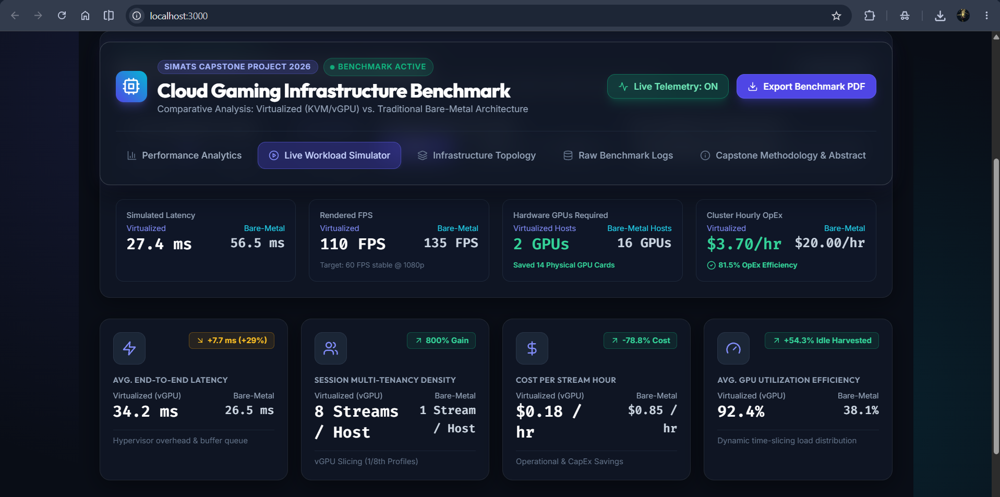 localhost:3000
SIMATS CAPSTONE PROJECT 2026
BENCHMARK ACTIVE
Cloud Gaming Infrastructure Benchmark
Comparative Analysis: Virtualized (KVM/vGPU) vs. Traditional Bare-Metal Architecture
Live Telemetry: ON
Export Benchmark PDF
Performance Analytics
Live Workload Simulator
Infrastructure Topology
Raw Benchmark Logs
Capstone Methodology & Abstract
Simulated Latency
Virtualized
Bare-Metal
27.4 ms
56.5 ms
Rendered FPS
Virtualized
Bare-Metal
110 FPS
135 FPS
Target: 60 FPS stable @ 1080p
Hardware GPUs Required
Virtualized Hosts
Bare-Metal Hosts
2 GPUs
16 GPUs
Saved 14 Physical GPU Cards
Cluster Hourly OpEx
Virtualized
Bare-Metal
$3.70/hr
$20.00/hr
81.5% OpEx Efficiency
+7.7 ms (+29%)
AVG. END-TO-END LATENCY
Virtualized (vGPU)
Bare-Metal
34.2 ms
26.5 ms
Hypervisor overhead & buffer queue
800% Gain
SESSION MULTI-TENANCY DENSITY
Virtualized (vGPU)
Bare-Metal
8 Streams
/ Host
1 Stream
/ Host
vGPU Slicing (1/8th Profiles)
-78.8% Cost
COST PER STREAM HOUR
Virtualized (vGPU)
Bare-Metal
$0.18 /
hr
$0.85 /
hr
Operational & CapEx Savings
+54.3% Idle Harvested
AVG. GPU UTILIZATION EFFICIENCY
Virtualized (vGPU)
Bare-Metal
92.4%
38.1%
Dynamic time-slicing load distribution